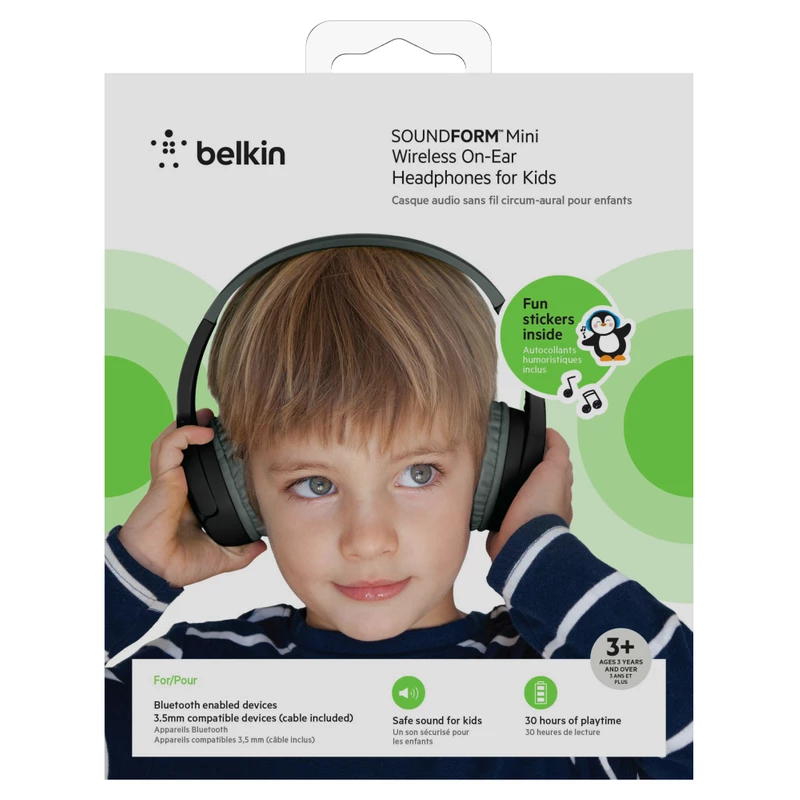 belkin
SOUNDFORM™ Mini
Wireless On-Ear
Headphones for Kids
Casque audio sans fil circum-aural pour enfants
Fun
stickers
inside
Autocollants
humoristiques
inclus
3+
AGES 3 YEARS
AND OVER
3 ANS ET
PLUS
For/Pour
Bluetooth enabled devices
3.5mm compatible devices (cable included)
Appareils Bluetooth
Appareils compatibles 3,5 mm (câble inclus)
Safe sound for kids
Un son sécurisé pour
les enfants
30 hours of playtime
30 heures de lecture